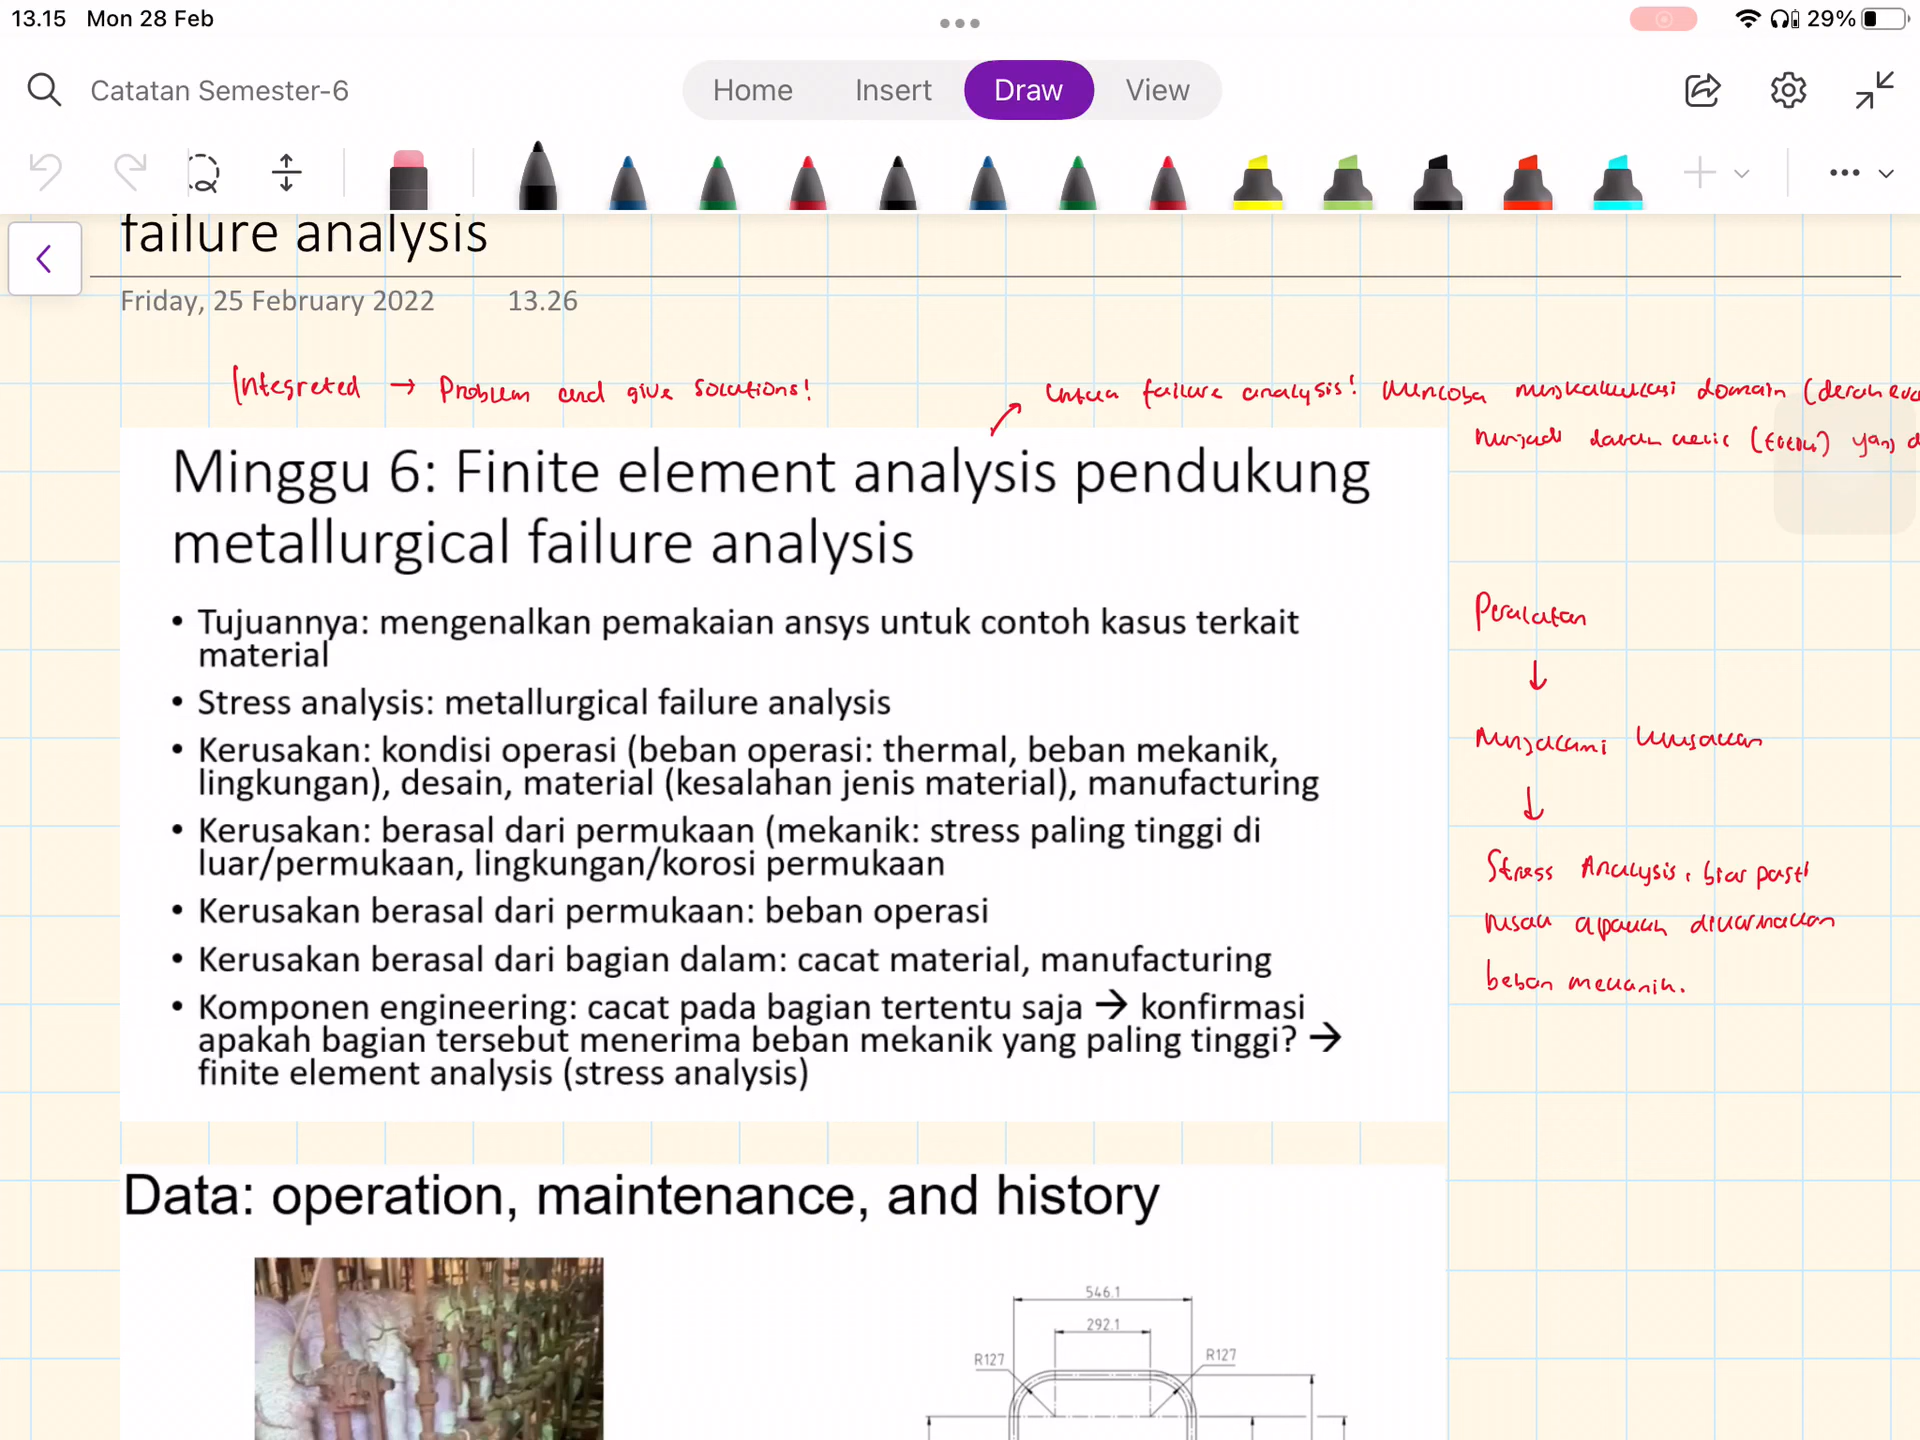 13.15 Mon 28 Feb
29%
Catatan Semester-6
Home Insert Draw View
failure analysis
Friday, 25 February 2022 13.26
Integreted → Problem and give solutions!
failure analysis! Mencoba domain
yang
Minggu 6: Finite element analysis pendukung
metallurgical failure analysis
• Tujuannya: mengenalkan pemakaian ansys untuk contoh kasus terkait
material
• Stress analysis: metallurgical failure analysis
• Kerusakan: kondisi operasi (beban operasi: thermal, beban mekanik,
lingkungan), desain, material (kesalahan jenis material), manufacturing
• Kerusakan: berasal dari permukaan (mekanik: stress paling tinggi di
luar/permukaan, lingkungan/korosi permukaan
• Kerusakan berasal dari permukaan: beban operasi
• Kerusakan berasal dari bagian dalam: cacat material, manufacturing
• Komponen engineering: cacat pada bagian tertentu saja → konfirmasi
apakah bagian tersebut menerima beban mekanik yang paling tinggi? →
finite element analysis (stress analysis)
Peralatan
↓
Mengalami kerusakan
↓
Stress Analysis, biar pasti
rusak apakah dikarnakan
beban mekanik.
Data: operation, maintenance, and history
546.1
292.1
R127 R127